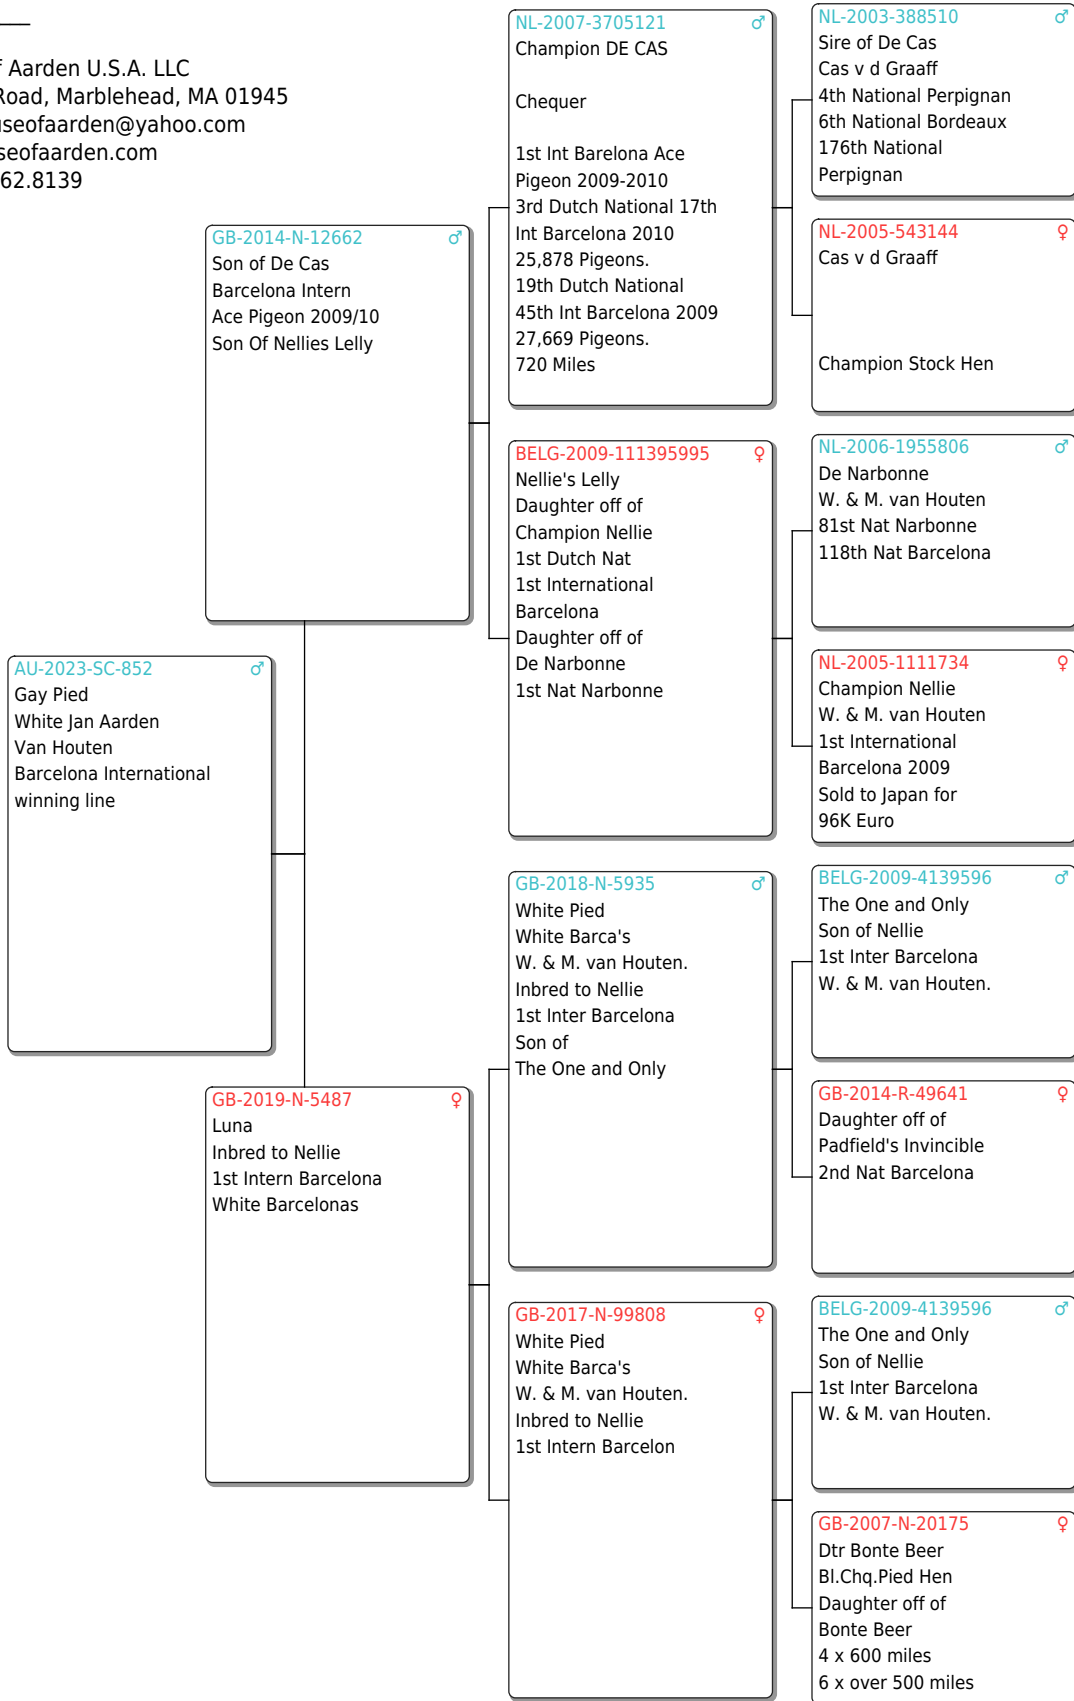 Aarden U.S.A. LLC
Road, Marblehead, MA 01945
seofaarden@yahoo.com
seofaarden.com
62.8139
AU-2023-SC-852 ♂
Gay Pied
White Jan Aarden
Van Houten
Barcelona International
winning line
GB-2014-N-12662 ♂
Son of De Cas
Barcelona Intern
Ace Pigeon 2009/10
Son Of Nellies Lelly
GB-2019-N-5487 ♀
Luna
Inbred to Nellie
1st Intern Barcelona
White Barcelonas
NL-2007-3705121 ♂
Champion DE CAS
Chequer
1st Int Barelona Ace
Pigeon 2009-2010
3rd Dutch National 17th
Int Barcelona 2010
25,878 Pigeons.
19th Dutch National
45th Int Barcelona 2009
27,669 Pigeons.
720 Miles
BELG-2009-111395995 ♀
Nellie's Lelly
Daughter off of
Champion Nellie
1st Dutch Nat
1st International
Barcelona
Daughter off of
De Narbonne
1st Nat Narbonne
GB-2018-N-5935 ♂
White Pied
White Barca's
W. & M. van Houten.
Inbred to Nellie
1st Inter Barcelona
Son of
The One and Only
GB-2017-N-99808 ♀
White Pied
White Barca's
W. & M. van Houten.
Inbred to Nellie
1st Intern Barcelon
NL-2003-388510 ♂
Sire of De Cas
Cas v d Graaff
4th National Perpignan
6th National Bordeaux
176th National
Perpignan
NL-2005-543144 ♀
Cas v d Graaff
Champion Stock Hen
NL-2006-1955806 ♂
De Narbonne
W. & M. van Houten
81st Nat Narbonne
118th Nat Barcelona
NL-2005-1111734 ♀
Champion Nellie
W. & M. van Houten
1st International
Barcelona 2009
Sold to Japan for
96K Euro
BELG-2009-4139596 ♂
The One and Only
Son of Nellie
1st Inter Barcelona
W. & M. van Houten.
GB-2014-R-49641 ♀
Daughter off of
Padfield's Invincible
2nd Nat Barcelona
BELG-2009-4139596 ♂
The One and Only
Son of Nellie
1st Inter Barcelona
W. & M. van Houten.
GB-2007-N-20175 ♀
Dtr Bonte Beer
Bl.Chq.Pied Hen
Daughter off of
Bonte Beer
4 x 600 miles
6 x over 500 miles